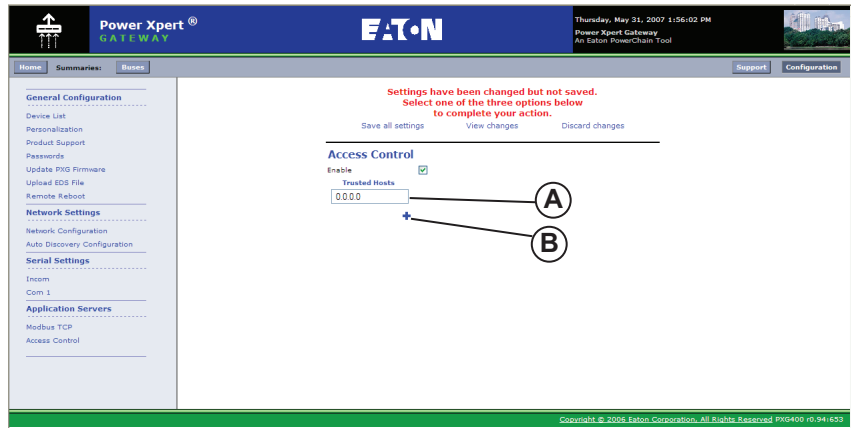 Power Xpert ®
GATEWAY
EATON
Thursday, May 31, 2007 1:56:02 PM
Power Xpert Gateway
An Eaton PowerChain Tool
Home Summaries: Buses Support Configuration
General Configuration
Device List
Personalization
Product Support
Passwords
Update PXG Firmware
Upload EDS File
Remote Reboot
Network Settings
Network Configuration
Auto Discovery Configuration
Serial Settings
Incom
Com 1
Application Servers
Modbus TCP
Access Control
Settings have been changed but not saved.
Select one of the three options below
to complete your action.
Save all settings View changes Discard changes
Access Control
Enable
Trusted Hosts
0.0.0.0
A
B
Copyright © 2006 Eaton Corporation, All Rights Reserved PXG400 r0.94:653